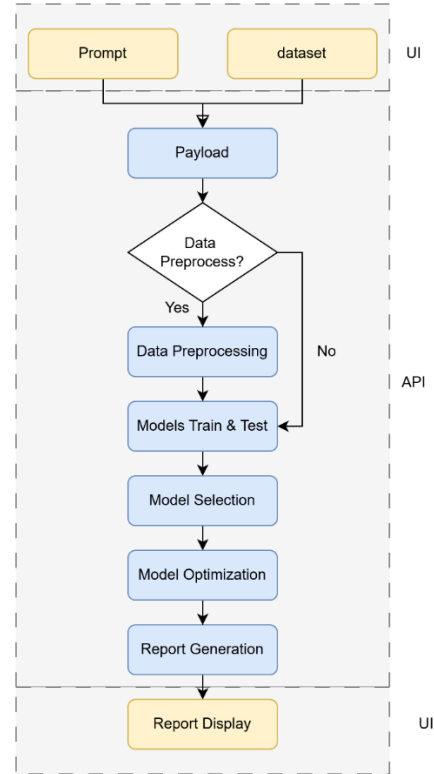 Prompt
dataset
UI
Payload
Data
Preprocess?
Yes
Data Preprocessing
No
API
Models Train & Test
Model Selection
Model Optimization
Report Generation
Report Display
UI